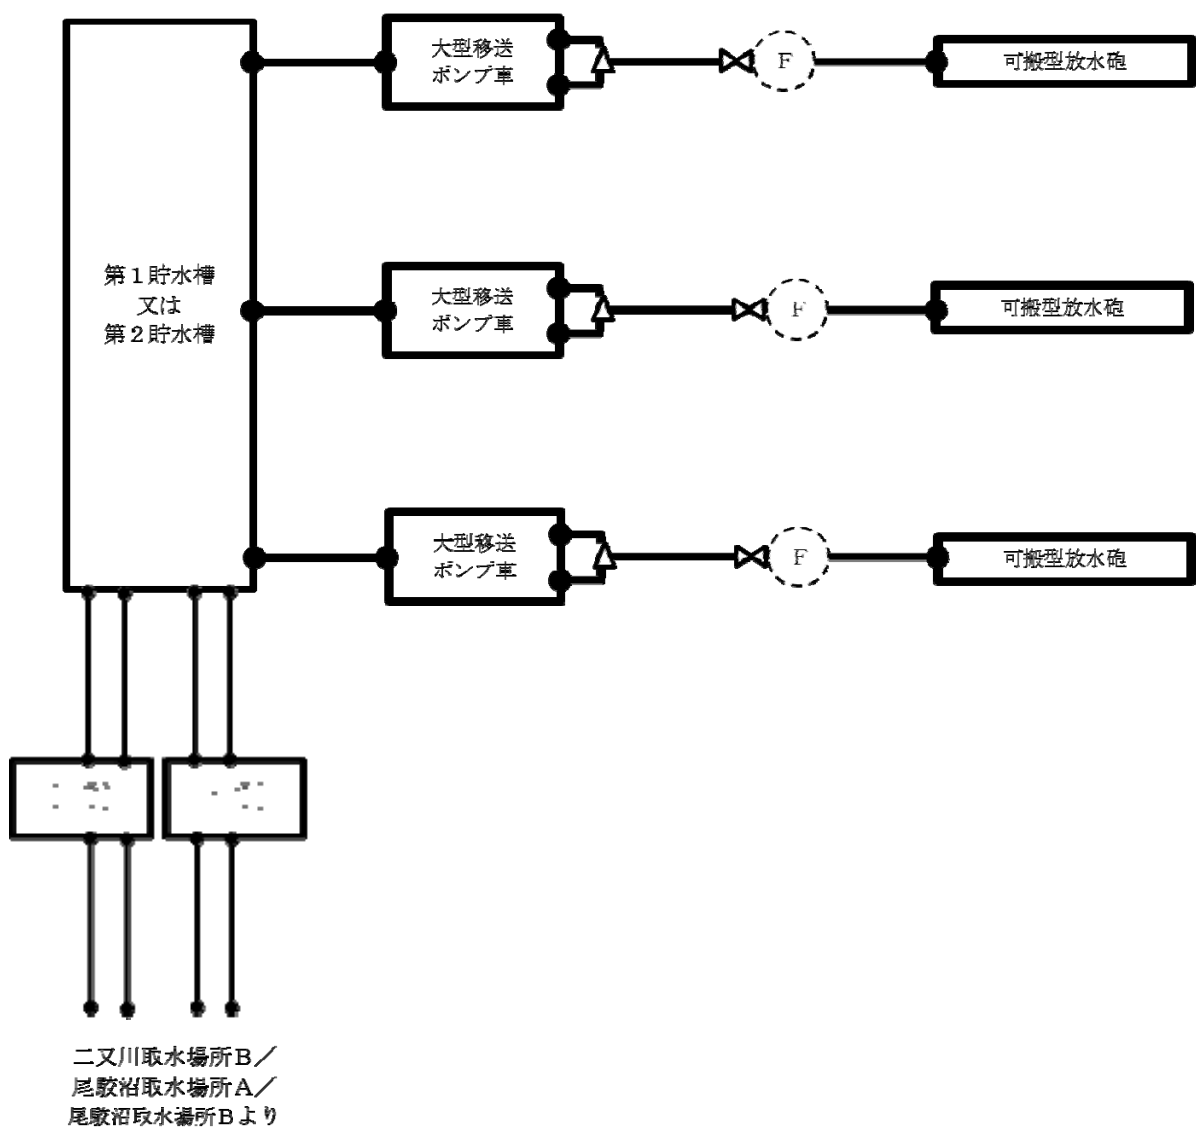 大型移送
ポンプ車
F
可搬型放水砲
第１貯水槽
又は
第２貯水槽
大型移送
ポンプ車
F
可搬型放水砲
大型移送
ポンプ車
F
可搬型放水砲
二又川取水場所Ｂ／
尾駮沼取水場所Ａ／
尾駮沼取水場所Ｂより